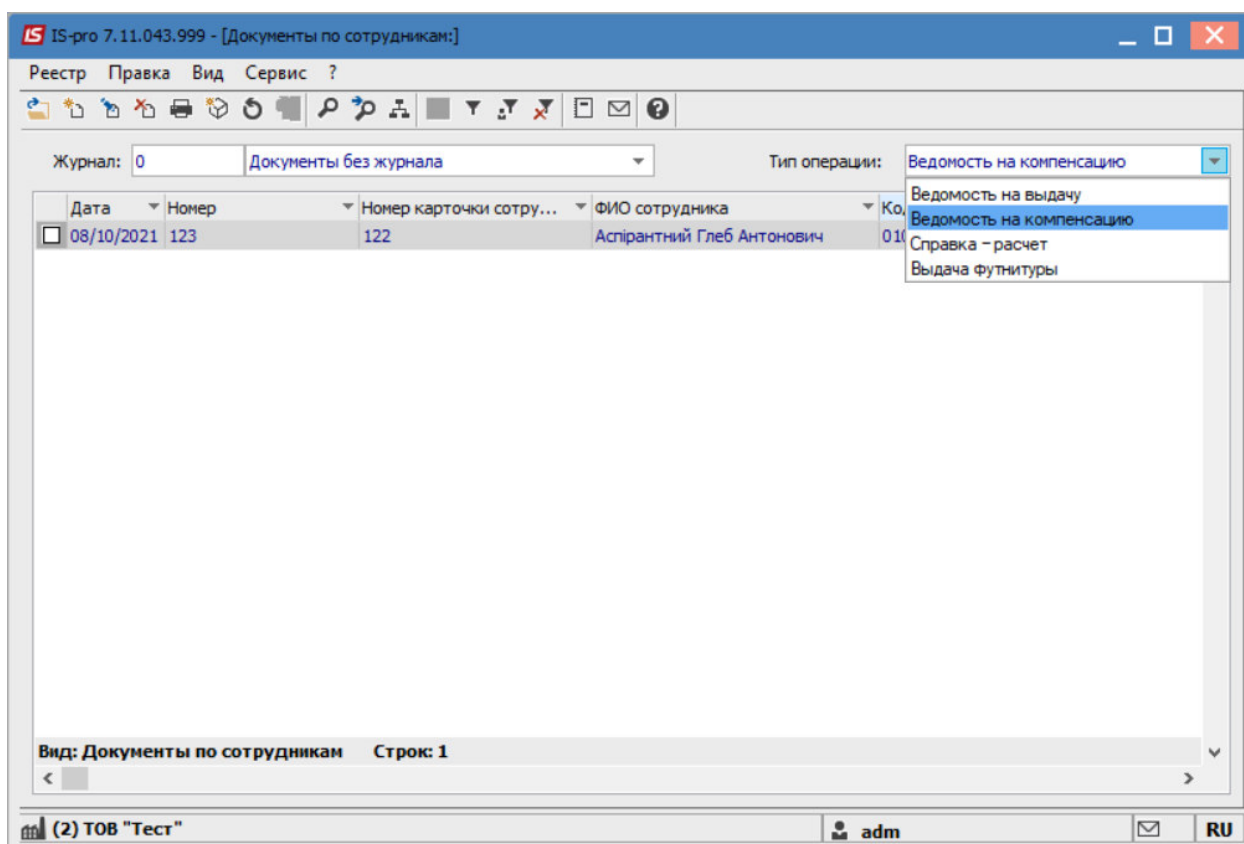 IS-pro 7.11.043.999 - [Документы по сотрудникам:]
Реестр Правка Вид Сервис ?
Журнал: 0 Документы без журнала Тип операции: Ведомость на компенсацию
Ведомость на выдачу
Ведомость на компенсацию
Справка - расчет
Выдача футнитуры
Дата Номер Номер карточки сотру... ФИО сотрудника
08/10/2021 123 122 Аспірантний Глеб Антонович
Вид: Документы по сотрудникам Строк: 1
(2) ТОВ "Тест" adm RU